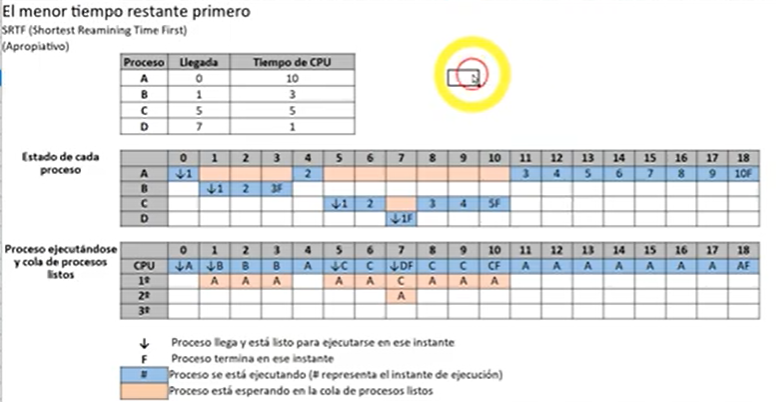 El menor tiempo restante primero
SRTF (Shortest Reamining Time First)
(Apropiativo)
Proceso Llegada Tiempo de CPU
A 0 10
B 1 3
C 5 5
D 7 1
Estado de cada proceso
0 1 2 3 4 5 6 7 8 9 10 11 12 13 14 15 16 17 18
A ↓1 2 3 4 5 6 7 8 9 10F
B ↓1 2 3F
C ↓1 2 3 4 5F
D ↓1F
Proceso ejecutándose y cola de procesos listos
0 1 2 3 4 5 6 7 8 9 10 11 12 13 14 15 16 17 18
CPU ↓A ↓B B B A ↓C C ↓DF C C CF A A A A A A A AF
1º A A A A A C A A A
2º A
3º
↓ Proceso llega y está listo para ejecutarse en ese instante
F Proceso termina en ese instante
# Proceso se está ejecutando (# representa el instante de ejecución)
Proceso está esperando en la cola de procesos listos